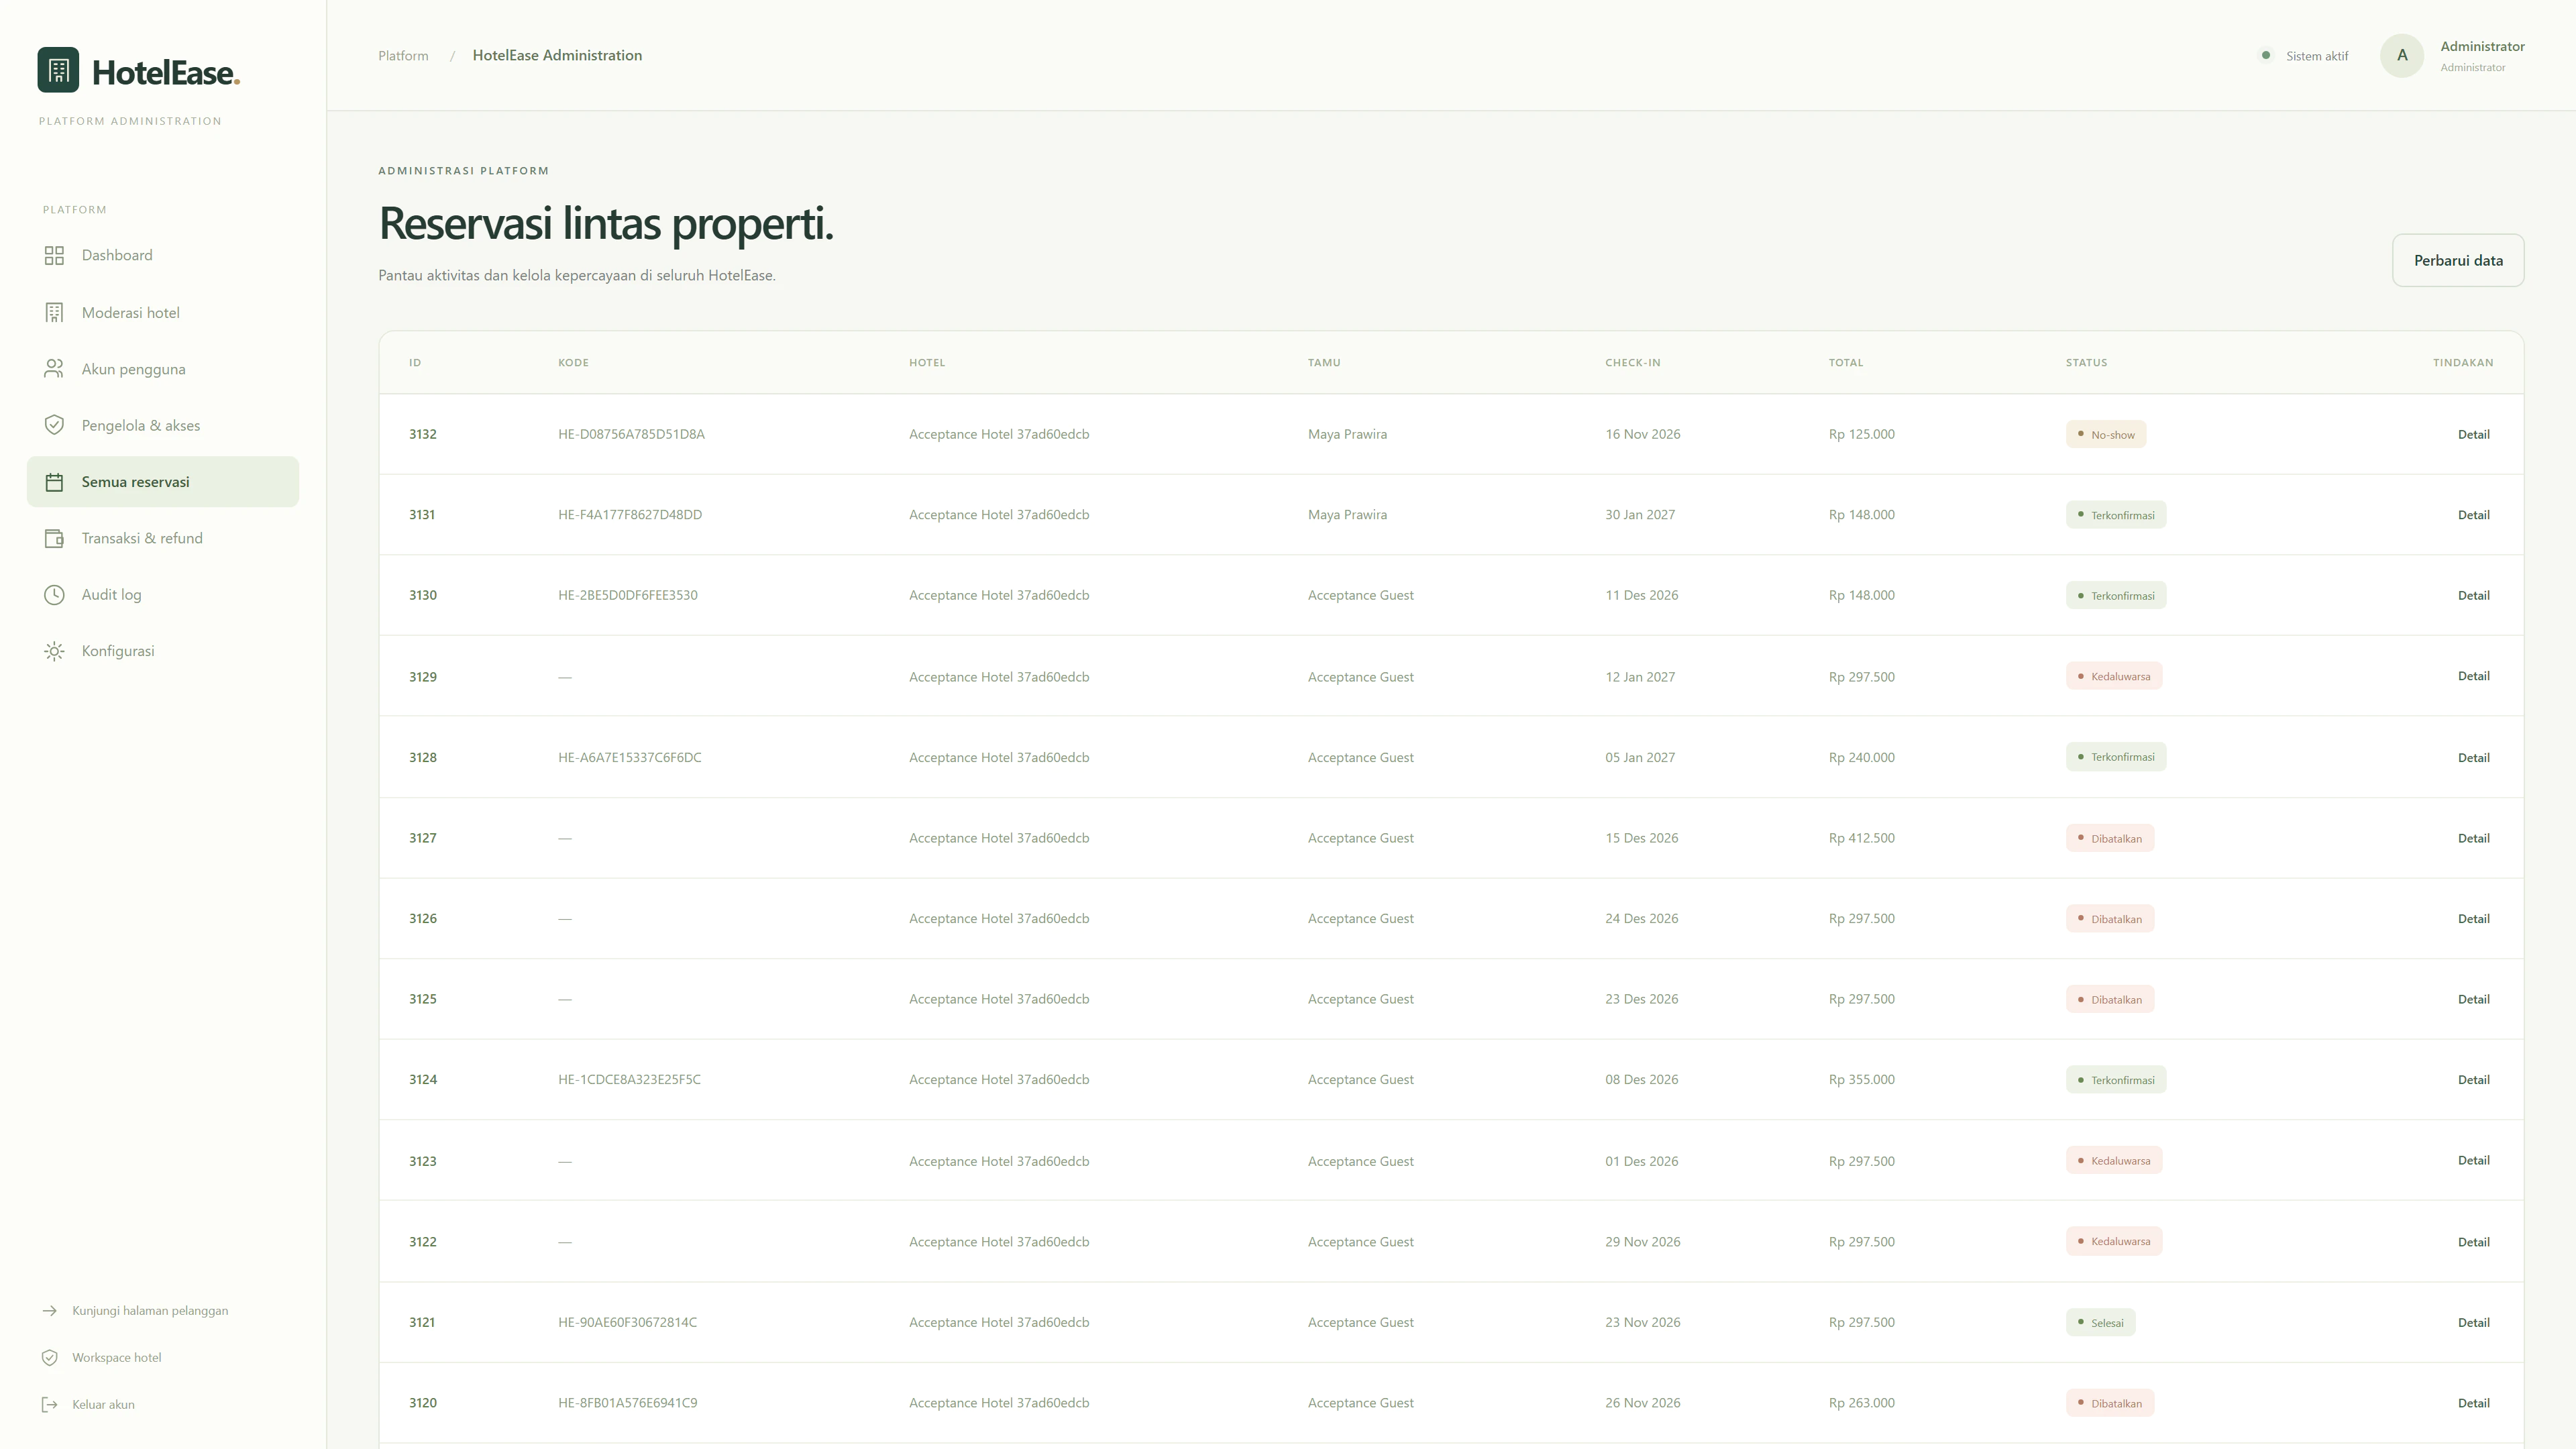 HotelEase.
PLATFORM ADMINISTRATION
PLATFORM
Dashboard
Moderasi hotel
Akun pengguna
Pengelola & akses
Semua reservasi
Transaksi & refund
Audit log
Konfigurasi
Kunjungi halaman pelanggan
Workspace hotel
Keluar akun
Platform / HotelEase Administration
Sistem aktif
A
Administrator
Administrator
ADMINISTRASI PLATFORM
Reservasi lintas properti.
Pantau aktivitas dan kelola kepercayaan di seluruh HotelEase.
Perbarui data
ID KODE HOTEL TAMU CHECK-IN TOTAL STATUS TINDAKAN
3132 HE-D08756A785D51D8A Acceptance Hotel 37ad60edcb Maya Prawira 16 Nov 2026 Rp 125.000 No-show Detail
3131 HE-F4A177F8627D48DD Acceptance Hotel 37ad60edcb Maya Prawira 30 Jan 2027 Rp 148.000 Terkonfirmasi Detail
3130 HE-2BE5D0DF6FEE3530 Acceptance Hotel 37ad60edcb Acceptance Guest 11 Des 2026 Rp 148.000 Terkonfirmasi Detail
3129 — Acceptance Hotel 37ad60edcb Acceptance Guest 12 Jan 2027 Rp 297.500 Kedaluwarsa Detail
3128 HE-A6A7E15337C6F6DC Acceptance Hotel 37ad60edcb Acceptance Guest 05 Jan 2027 Rp 240.000 Terkonfirmasi Detail
3127 — Acceptance Hotel 37ad60edcb Acceptance Guest 15 Des 2026 Rp 412.500 Dibatalkan Detail
3126 — Acceptance Hotel 37ad60edcb Acceptance Guest 24 Des 2026 Rp 297.500 Dibatalkan Detail
3125 — Acceptance Hotel 37ad60edcb Acceptance Guest 23 Des 2026 Rp 297.500 Dibatalkan Detail
3124 HE-1CDCE8A323E25F5C Acceptance Hotel 37ad60edcb Acceptance Guest 08 Des 2026 Rp 355.000 Terkonfirmasi Detail
3123 — Acceptance Hotel 37ad60edcb Acceptance Guest 01 Des 2026 Rp 297.500 Kedaluwarsa Detail
3122 — Acceptance Hotel 37ad60edcb Acceptance Guest 29 Nov 2026 Rp 297.500 Kedaluwarsa Detail
3121 HE-90AE60F30672814C Acceptance Hotel 37ad60edcb Acceptance Guest 23 Nov 2026 Rp 297.500 Selesai Detail
3120 HE-8FB01A576E6941C9 Acceptance Hotel 37ad60edcb Acceptance Guest 26 Nov 2026 Rp 263.000 Dibatalkan Detail